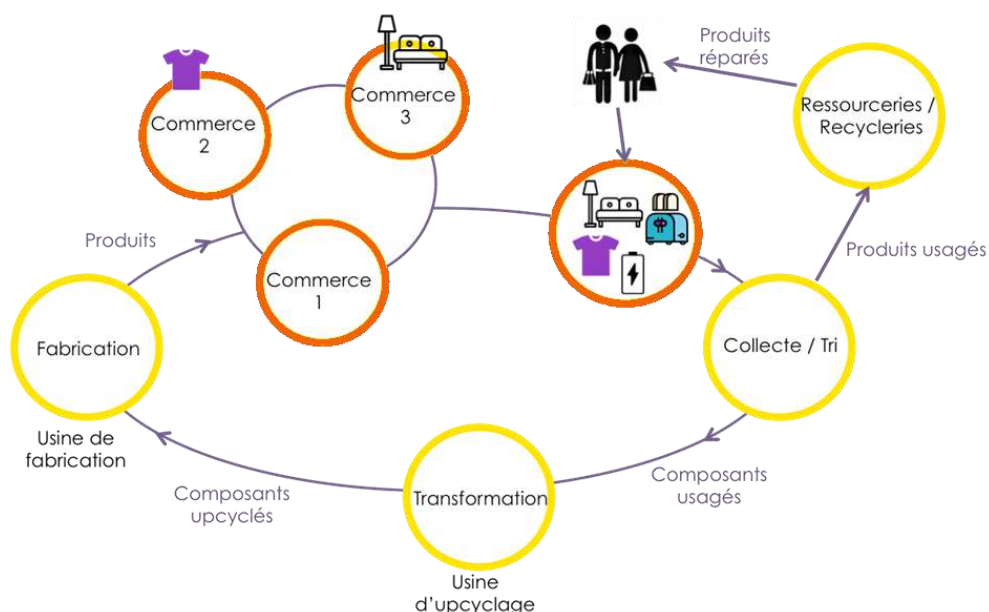 Produits
réparés
Ressourceries /
Recycleries
Commerce
3
Commerce
2
Produits
Produits usagés
Commerce
1
Fabrication
Collecte / Tri
Usine de
fabrication
Composants
usagés
Composants
upcyclés
Transformation
Usine
d'upcyclage